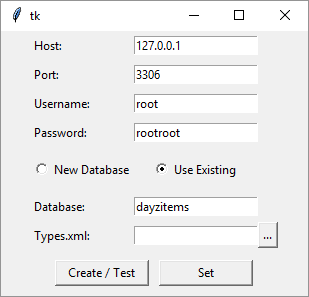 tk
Host: 127.0.0.1
Port: 3306
Username: root
Password: rootroot
New Database Use Existing
Database: dayzitems
Types.xml: ...
Create / Test Set